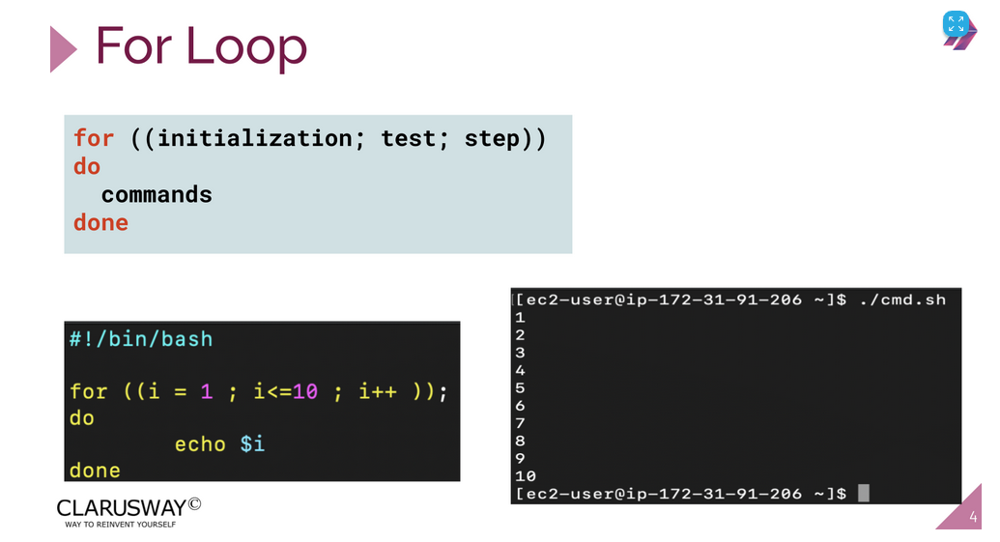 For Loop
for ((initialization; test; step))
do
commands
done
#!/bin/bash
for ((i = 1 ; i<=10 ; i++ ));
do
echo $i
done
[ec2-user@ip-172-31-91-206 ~]$ ./cmd.sh
1
2
3
4
5
6
7
8
9
10
[ec2-user@ip-172-31-91-206 ~]$
CLARUSWAY©
WAY TO REINVENT YOURSELF
4